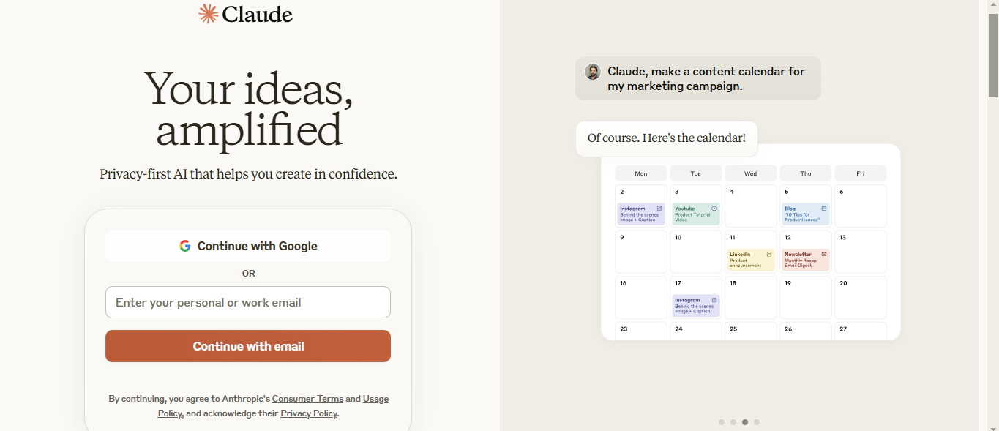 Claude
Your ideas,
amplified
Privacy-first AI that helps you create in confidence.
Continue with Google
OR
Enter your personal or work email
Continue with email
By continuing, you agree to Anthropic's Consumer Terms and Usage
Policy, and acknowledge their Privacy Policy.
Claude, make a content calendar for
my marketing campaign.
Of course. Here's the calendar!
Mon Tue Wed Thu Fri
2 3 4 5 6
Instagram
Behind the scenes
Image + Caption
Youtube
Product Tutorial
Video
Blog
"10 Tips for
Productiveness"
9 10 11 12 13
LinkedIn
Product
announcement
Newsletter
Monthly Recap
Email Digest
16 17 18 19 20
Instagram
Behind the scenes
Image + Caption
23 24 25 26 27